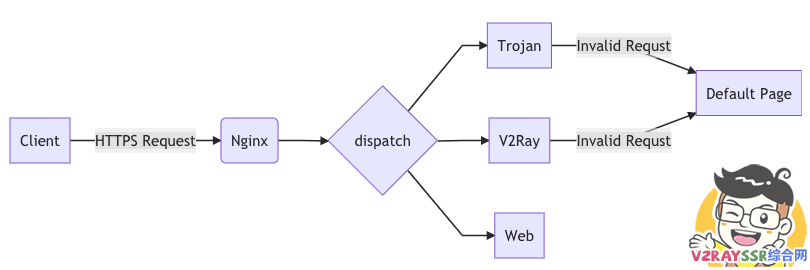 Trojan
Invalid Requst
Default Page
Client
HTTPS Request
Nginx
dispatch
V2Ray
Invalid Requst
Web
V2RAYSSR综合网